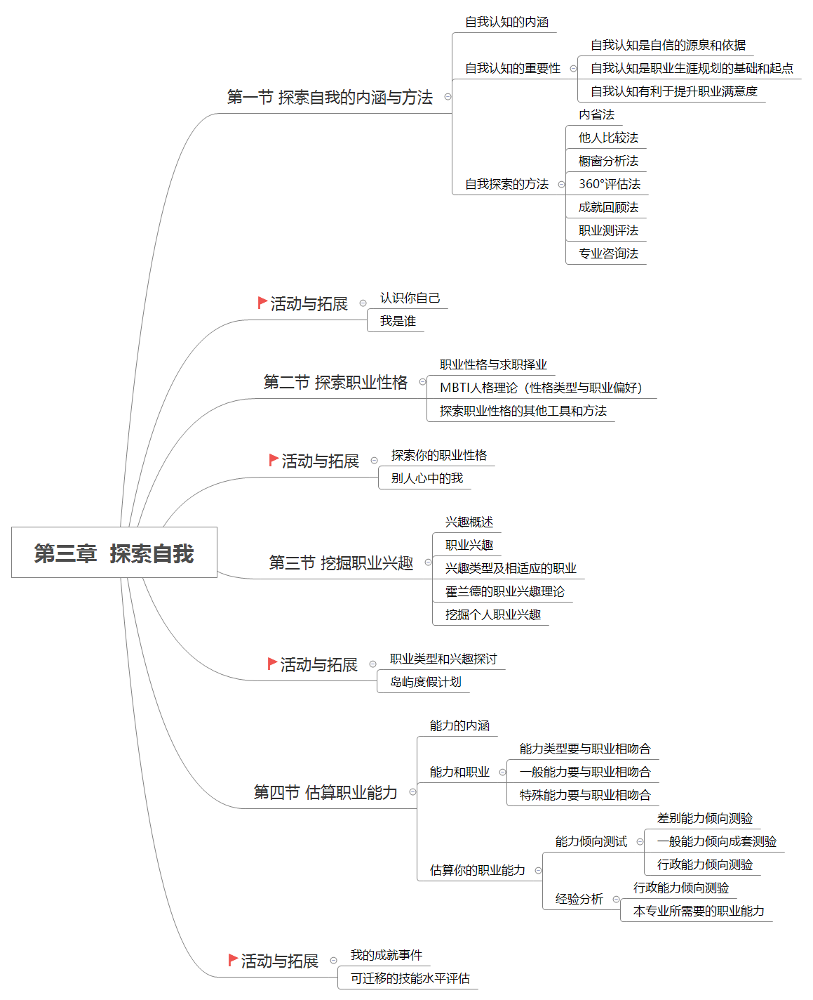 第三章 探索自我
第一节 探索自我的内涵与方法
自我认知的内涵
自我认知的重要性
自我认知是自信的源泉和依据
自我认知是职业生涯规划的基础和起点
自我认知有利于提升职业满意度
自我探索的方法
内省法
他人比较法
橱窗分析法
360°评估法
成就回顾法
职业测评法
专业咨询法
活动与拓展
认识你自己
我是谁
第二节 探索职业性格
职业性格与求职择业
MBTI人格理论（性格类型与职业偏好）
探索职业性格的其他工具和方法
活动与拓展
探索你的职业性格
别人心中的我
第三节 挖掘职业兴趣
兴趣概述
职业兴趣
兴趣类型及相适应的职业
霍兰德的职业兴趣理论
挖掘个人职业兴趣
活动与拓展
职业类型和兴趣探讨
岛屿度假计划
第四节 估算职业能力
能力的内涵
能力和职业
能力类型要与职业相吻合
一般能力要与职业相吻合
特殊能力要与职业相吻合
估算你的职业能力
能力倾向测试
差别能力倾向测验
一般能力倾向成套测验
行政能力倾向测验
经验分析
行政能力倾向测验
本专业所需要的职业能力
活动与拓展
我的成就事件
可迁移的技能水平评估